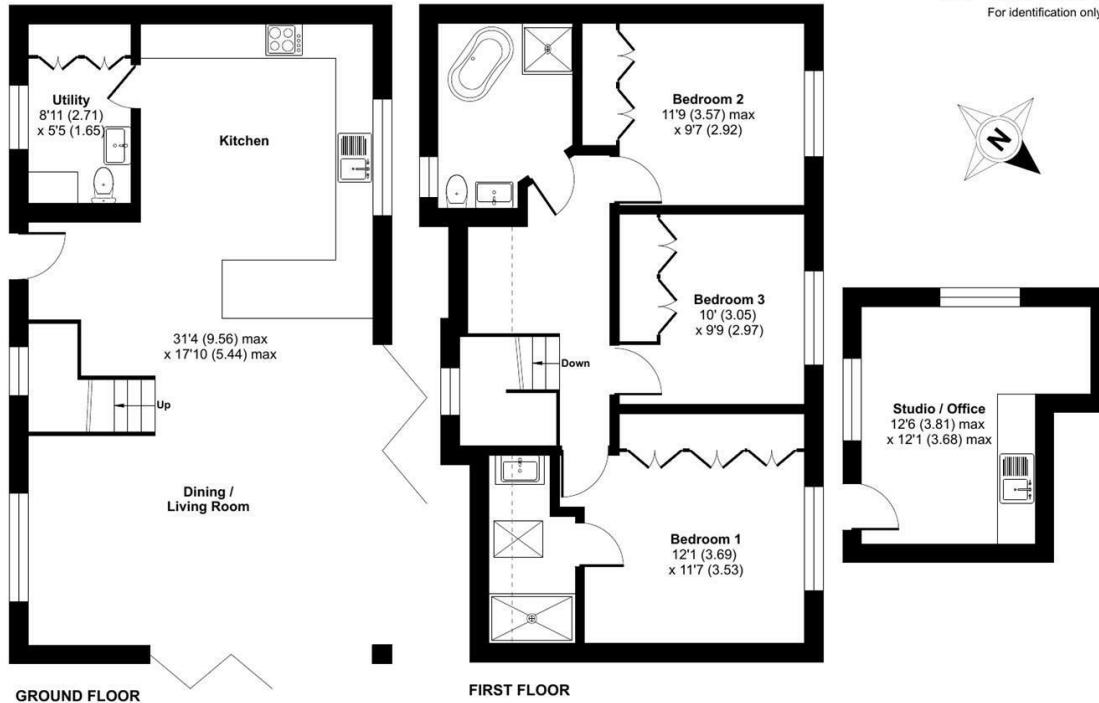 For identification only
Utility
8'11 (2.71)
x 5'5 (1.65)
Kitchen
31'4 (9.56) max
x 17'10 (5.44) max
Up
Dining /
Living Room
GROUND FLOOR
Bedroom 2
11'9 (3.57) max
x 9'7 (2.92)
Bedroom 3
10' (3.05)
x 9'9 (2.97)
Down
Bedroom 1
12'1 (3.69)
x 11'7 (3.53)
FIRST FLOOR
N
Studio / Office
12'6 (3.81) max
x 12'1 (3.68) max